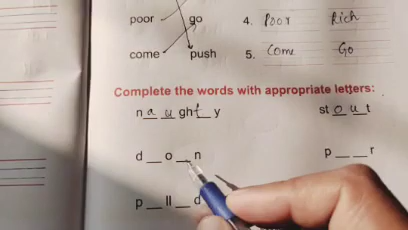 poor go 4. Poor Rich
come push 5. Come Go
Complete the words with appropriate letters:
n a u ght y st o u t
d _ o _ n p _ _ r
p _ ll _ d